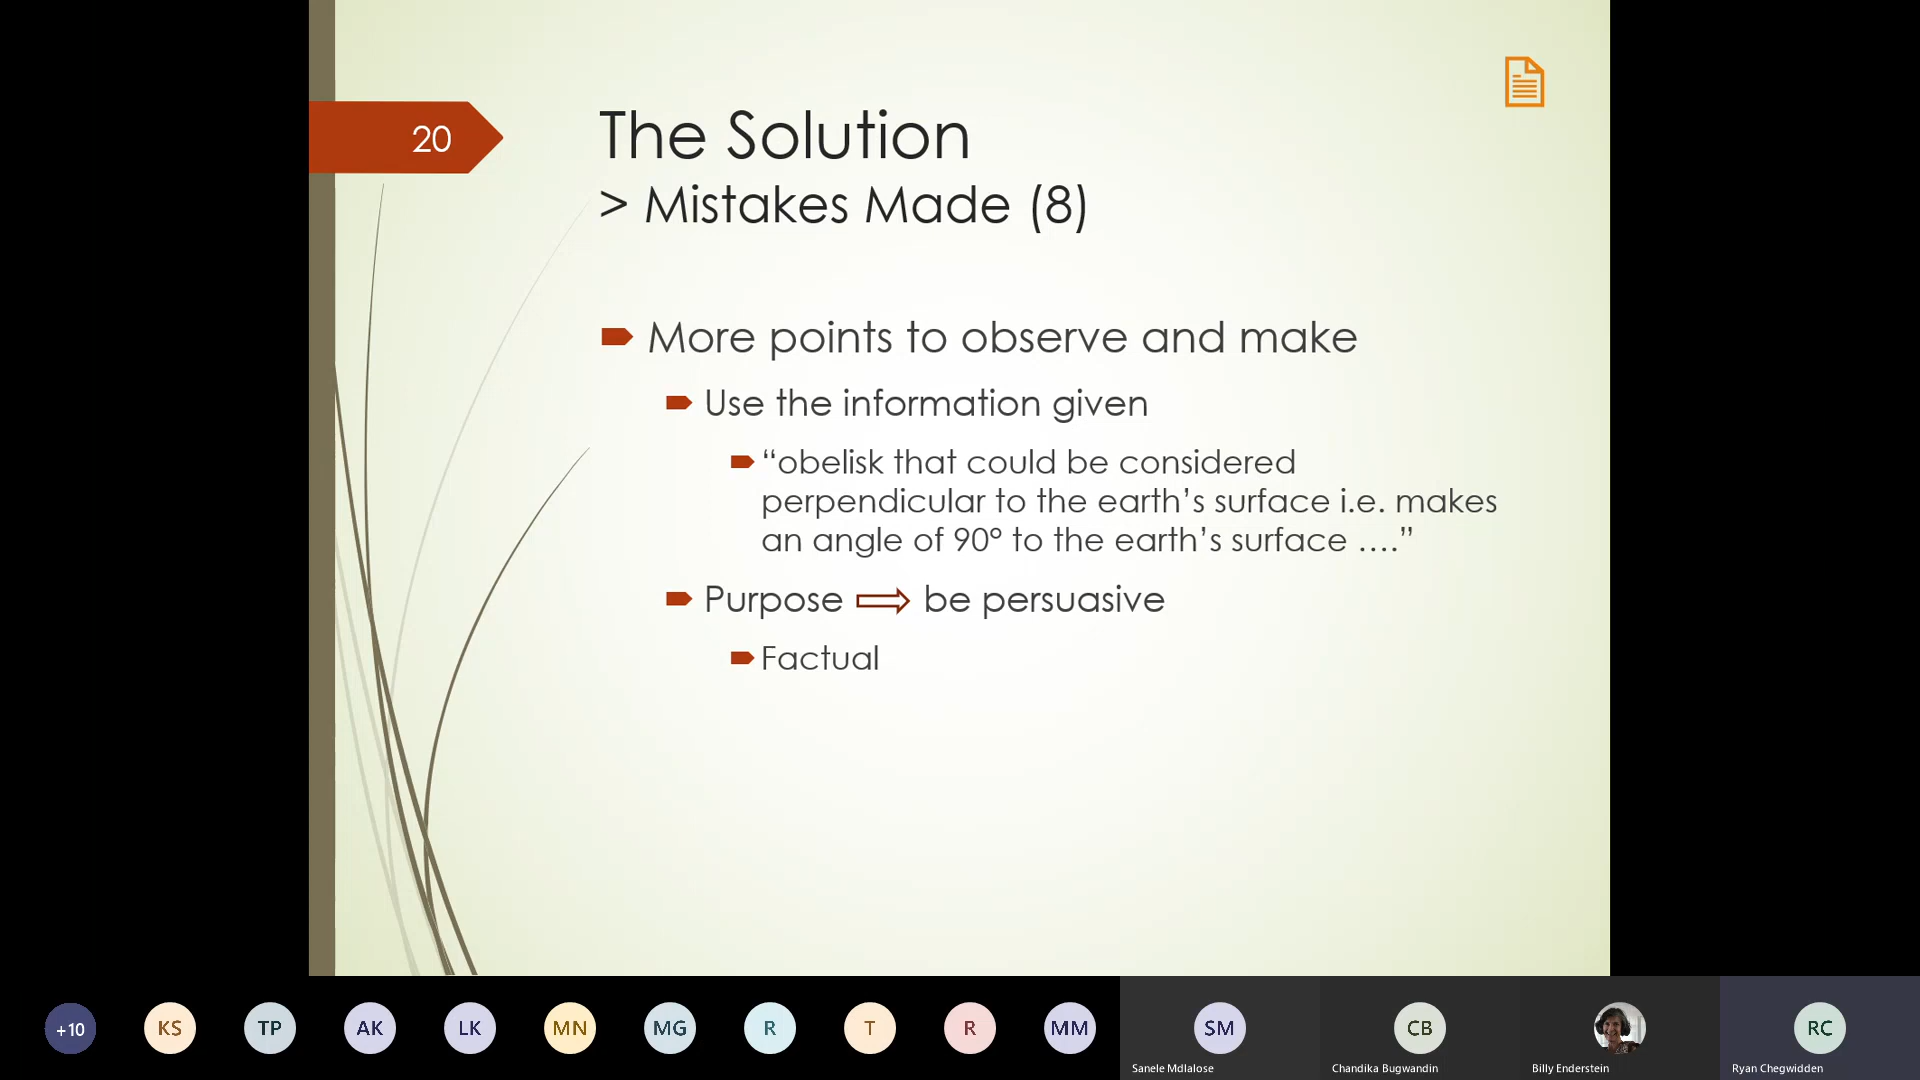 20
The Solution
> Mistakes Made (8)
More points to observe and make
Use the information given
“obelisk that could be considered
perpendicular to the earth’s surface i.e. makes
an angle of 90° to the earth’s surface ….”
Purpose be persuasive
Factual
+10
KS
TP
AK
LK
MN
MG
R
T
R
MM
SM
CB
RC
Sanele Mdlalose
Chandika Bugwandin
Billy Enderstein
Ryan Chegwidden